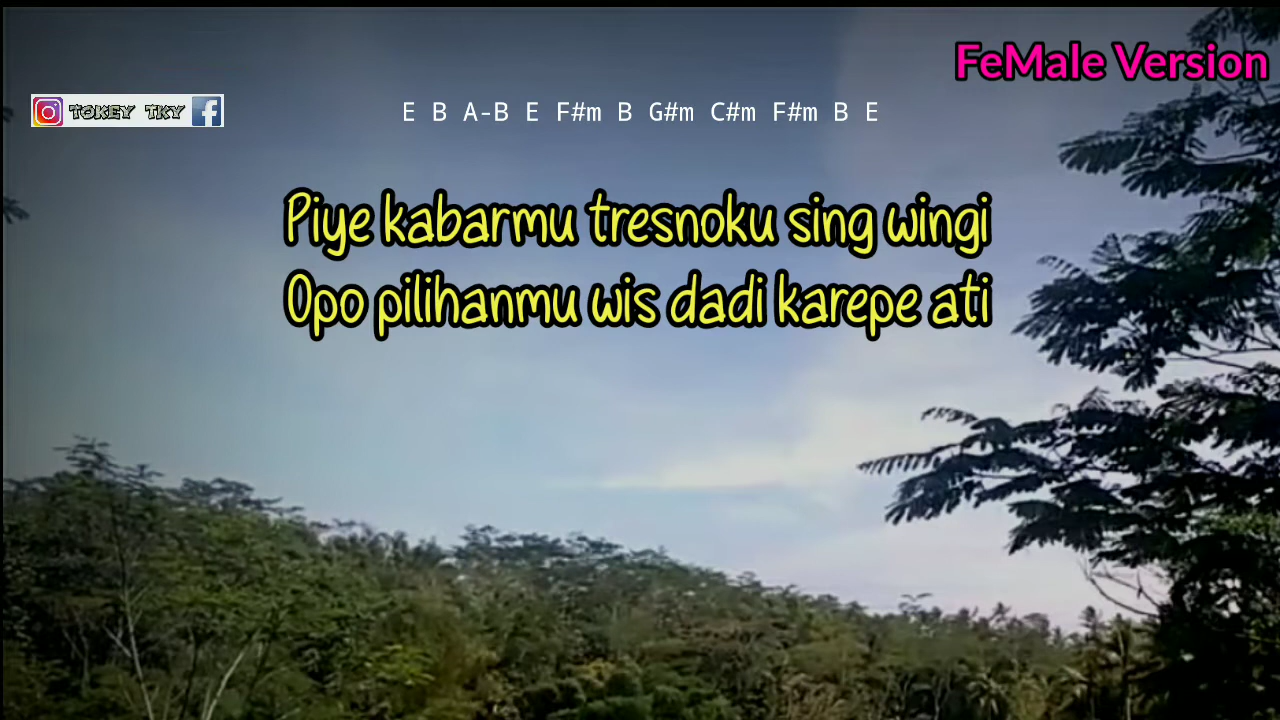 FeMale Version
TOKEY TKY
E B A-B E F#m B G#m C#m F#m B E
Piye kabarmu tresnoku sing wingi
Opo pilihanmu wis dadi karepe ati